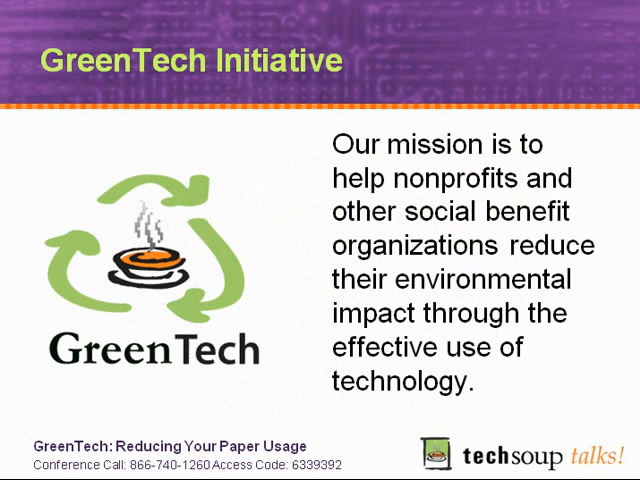 GreenTech Initiative
Our mission is to
help nonprofits and
other social benefit
organizations reduce
their environmental
impact through the
effective use of
technology.
GreenTech
GreenTech: Reducing Your Paper Usage
Conference Call: 866-740-1260 Access Code: 6339392
techsoup talks!